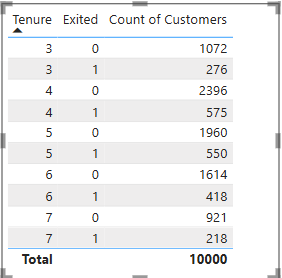 Tenure Exited Count of Customers
3 0 1072
3 1 276
4 0 2396
4 1 575
5 0 1960
5 1 550
6 0 1614
6 1 418
7 0 921
7 1 218
Total 10000